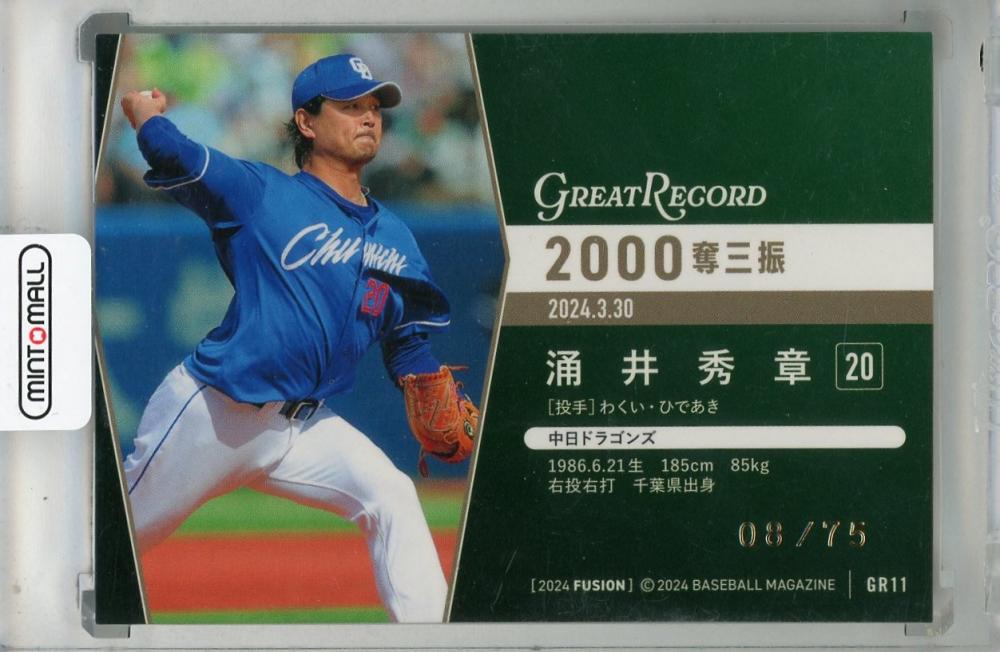 GREAT RECORD
2000奪三振
2024.3.30
涌井秀章 20
[投手]わくい・ひであき
中日ドラゴンズ
1986.6.21生 185cm 85kg
右投右打 千葉県出身
08/75
[2024 FUSION] ©2024 BASEBALL MAGAZINE GR11
MINT MALL
CD
Chunichi
20